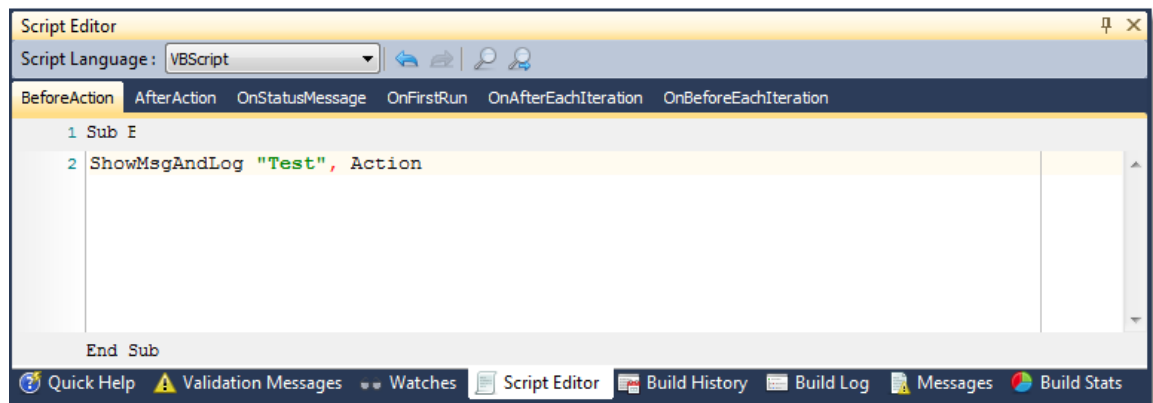 Script Editor
Script Language : VBScript
BeforeAction AfterAction OnStatusMessage OnFirstRun OnAfterEachIteration OnBeforeEachIteration
1 Sub E
2 ShowMsgAndLog "Test", Action
End Sub
Quick Help Validation Messages Watches Script Editor Build History Build Log Messages Build Stats